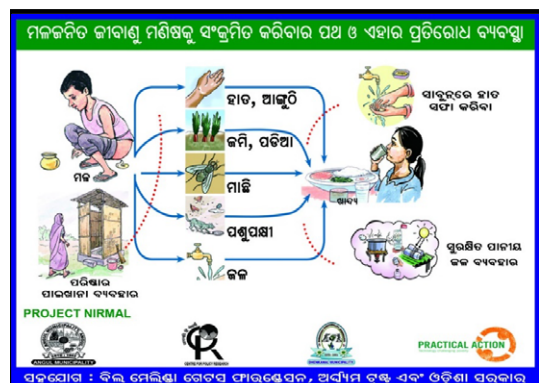 ମଳଜନିତ ଜୀବାଣୁ ମଣିଷକୁ ସଂକ୍ରମିତ କରିବାର ପଥ ଓ ଏହାର ପ୍ରତିରୋଧ ବ୍ୟବସ୍ଥା
ହାତ, ଆଙ୍ଗୁଠି
ସାବୁନ୍‌ରେ ହାତ
ସଫା କରିବା
ଜମି, ପଡିଆ
ମଳ
ମାଛି
ଖାଦ୍ୟ
ପଶୁପକ୍ଷୀ
ସୁରକ୍ଷିତ ପାନୀୟ
ଜଳ ବ୍ୟବହାର
ଜଳ
ପରିଷ୍କାର
ପାଇଖାନା ବ୍ୟବହାର
PROJECT NIRMAL
ANGUL MUNICIPALITY
PRACTICAL ACTION
ସହଯୋଗ : ବିଲ୍ ମେଲିଣ୍ଡା ଗେଟସ ଫାଉଣ୍ଡେସନ, ଅର୍ଘ୍ୟମ ଟ୍ରଷ୍ଟ ଏବଂ ଓଡ଼ିଶା ସରକାର